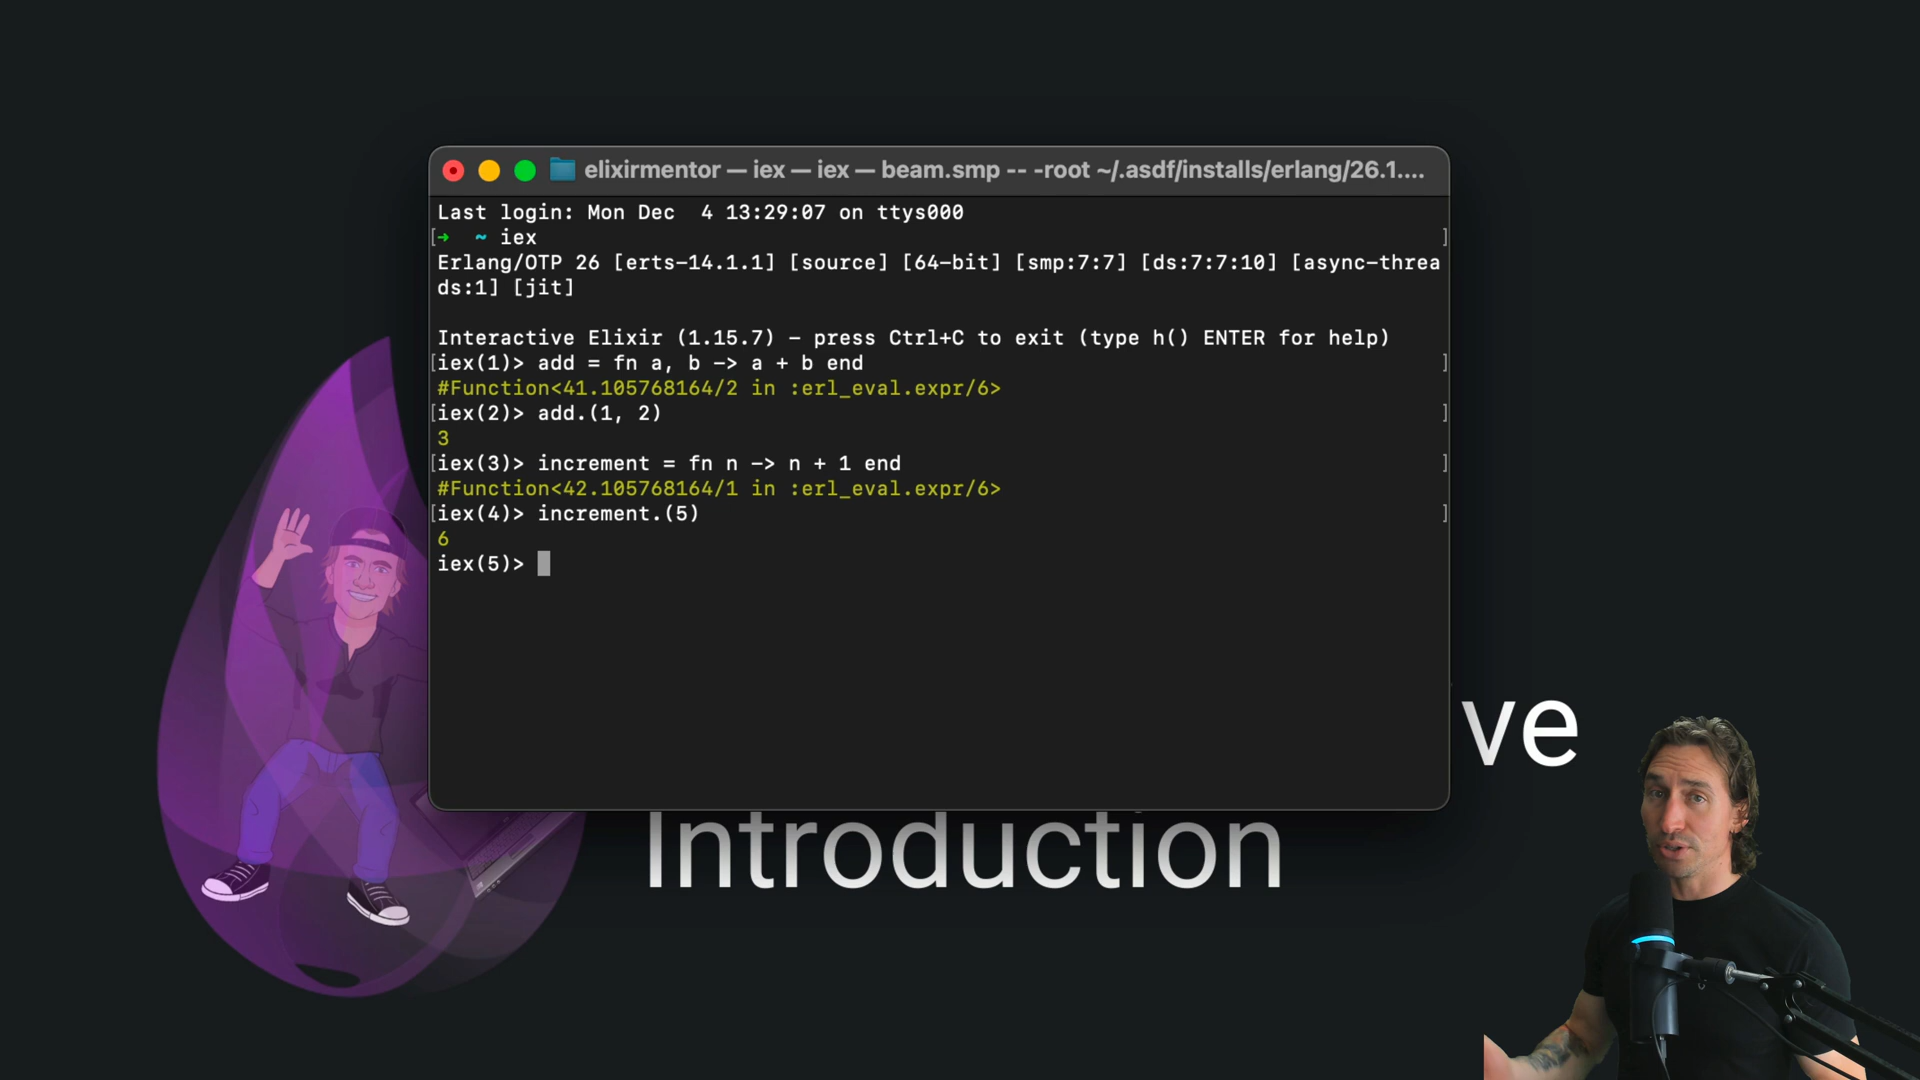 elixirmentor — iex — iex — beam.smp -- -root ~/.asdf/installs/erlang/26.1....
Last login: Mon Dec  4 13:29:07 on ttys000
[➜  ~ iex ]
Erlang/OTP 26 [erts-14.1.1] [source] [64-bit] [smp:7:7] [ds:7:7:10] [async-threa
ds:1] [jit]
Interactive Elixir (1.15.7) - press Ctrl+C to exit (type h() ENTER for help)
[iex(1)> add = fn a, b -> a + b end ]
#Function<41.105768164/2 in :erl_eval.expr/6>
[iex(2)> add.(1, 2) ]
3
[iex(3)> increment = fn n -> n + 1 end ]
#Function<42.105768164/1 in :erl_eval.expr/6>
[iex(4)> increment.(5) ]
6
iex(5)>
ve
Introduction